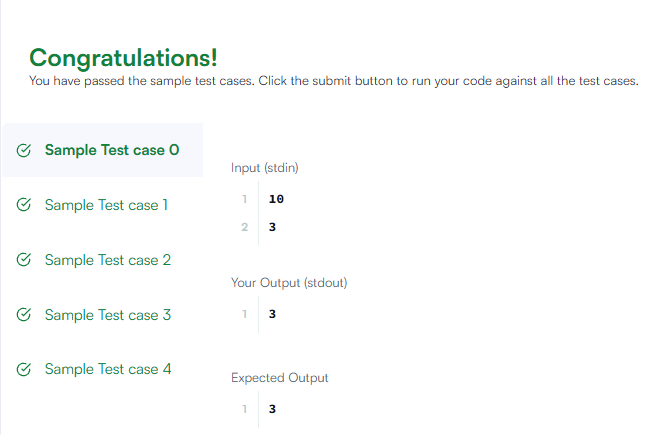 Congratulations!
You have passed the sample test cases. Click the submit button to run your code against all the test cases.
Sample Test case 0
Sample Test case 1
Sample Test case 2
Sample Test case 3
Sample Test case 4
Input (stdin)
1 10
2 3
Your Output (stdout)
1 3
Expected Output
1 3